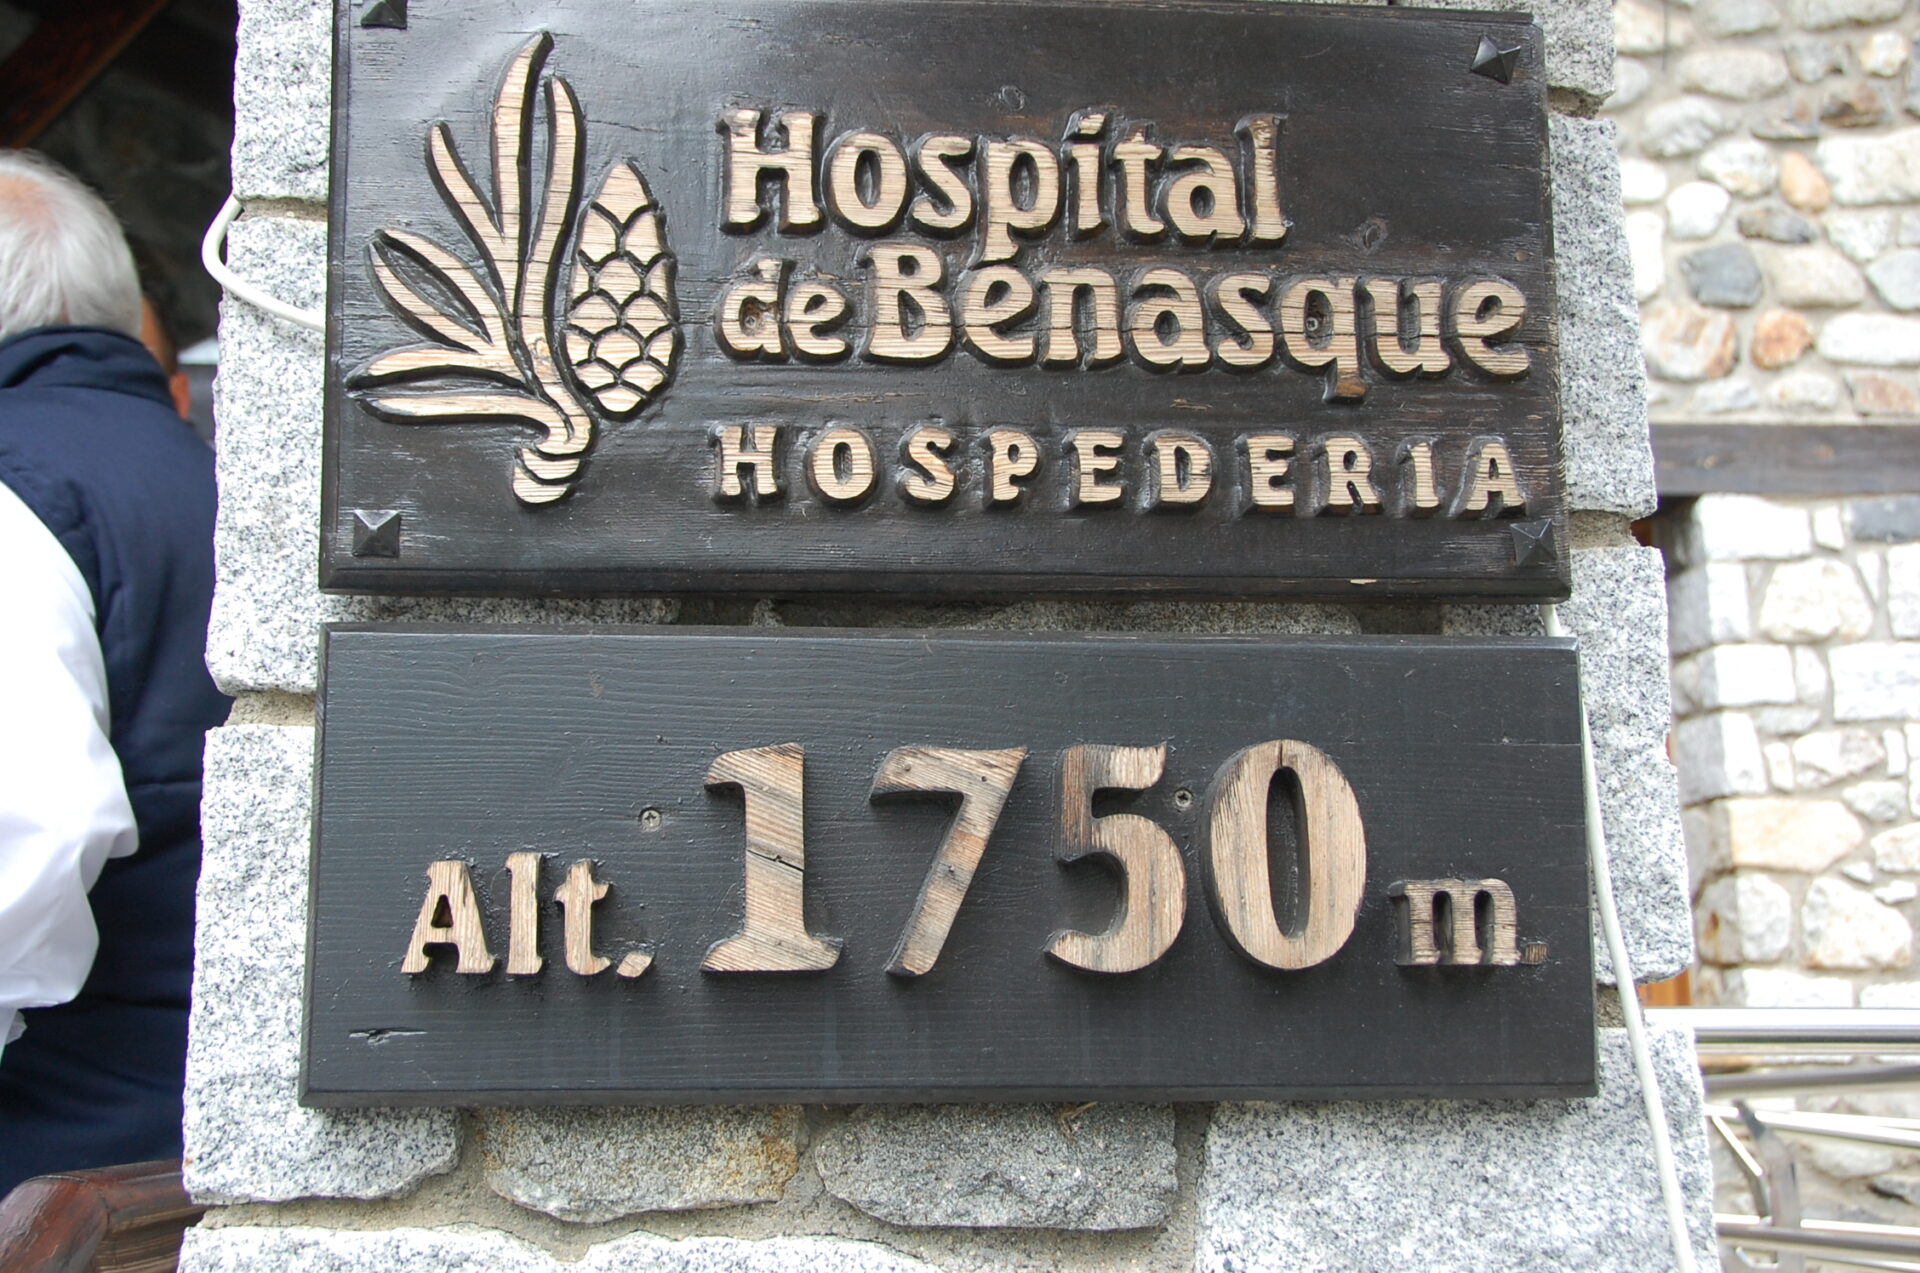 Hospital
de Benasque
HOSPEDERIA
Alt. 1750 m.